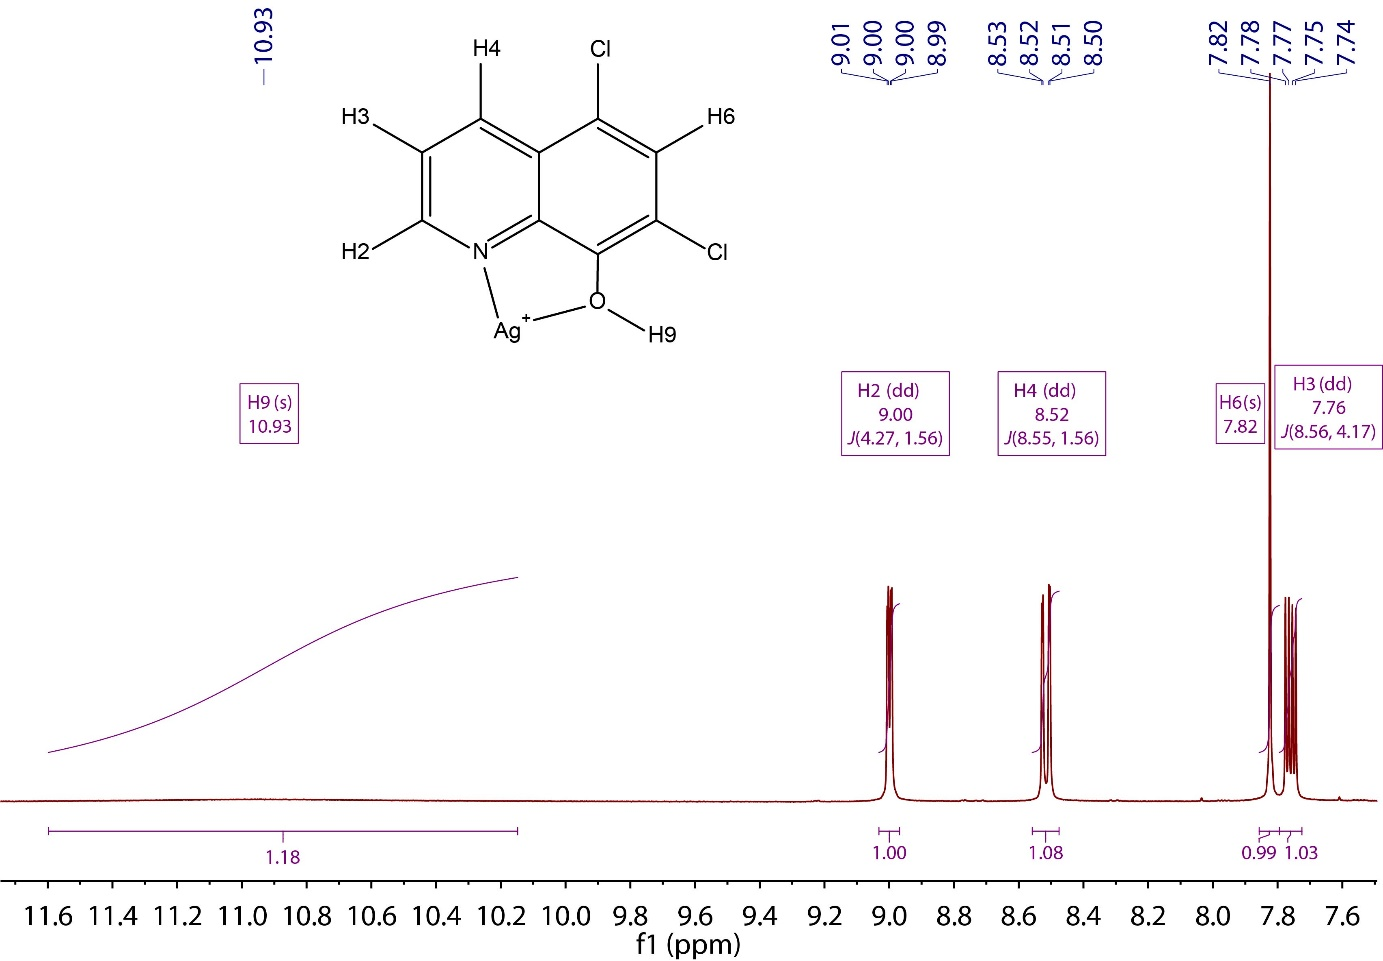 10.93
9.01
9.00
9.00
8.99
8.53
8.52
8.51
8.50
7.82
7.78
7.77
7.75
7.74
H4
Cl
H3
H6
H2
N
Cl
O
Ag+
H9
H9 (s)
10.93
H2 (dd)
9.00
J(4.27, 1.56)
H4 (dd)
8.52
J(8.55, 1.56)
H6(s)
7.82
H3 (dd)
7.76
J(8.56, 4.17)
1.18
1.00
1.08
0.99
1.03
11.6 11.4 11.2 11.0 10.8 10.6 10.4 10.2 10.0 9.8 9.6 9.4 9.2 9.0 8.8 8.6 8.4 8.2 8.0 7.8 7.6
f1 (ppm)